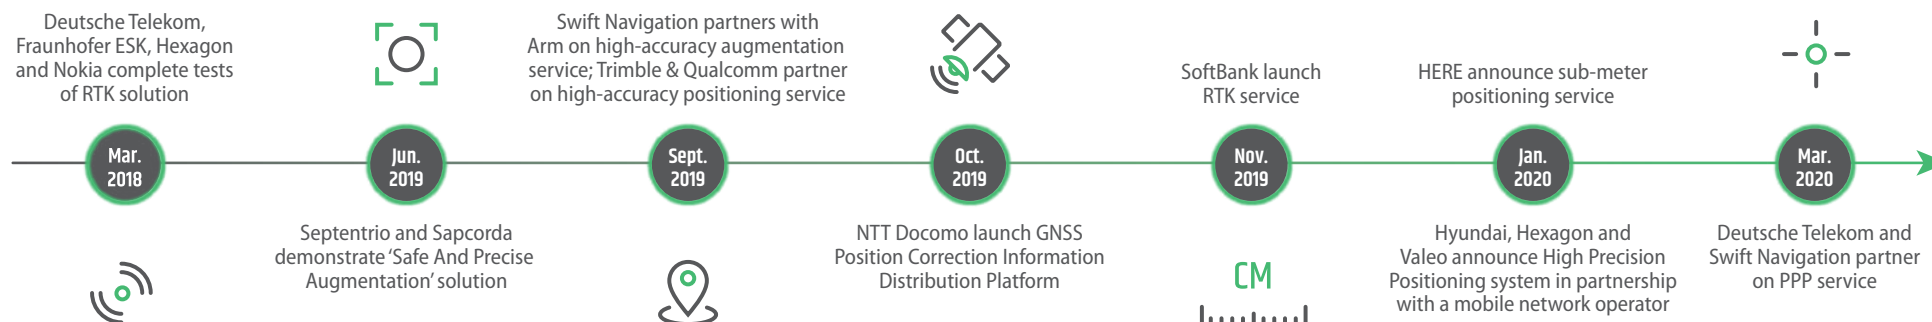 Deutsche Telekom,
Fraunhofer ESK, Hexagon
and Nokia complete tests
of RTK solution
Mar.
2018
Jun.
2019
Septentrio and Sapcorda
demonstrate ‘Safe And Precise
Augmentation’ solution
Swift Navigation partners with
Arm on high-accuracy augmentation
service; Trimble & Qualcomm partner
on high-accuracy positioning service
Sept.
2019
Oct.
2019
NTT Docomo launch GNSS
Position Correction Information
Distribution Platform
SoftBank launch
RTK service
Nov.
2019
CM
HERE announce sub-meter
positioning service
Jan.
2020
Hyundai, Hexagon and
Valeo announce High Precision
Positioning system in partnership
with a mobile network operator
Mar.
2020
Deutsche Telekom and
Swift Navigation partner
on PPP service